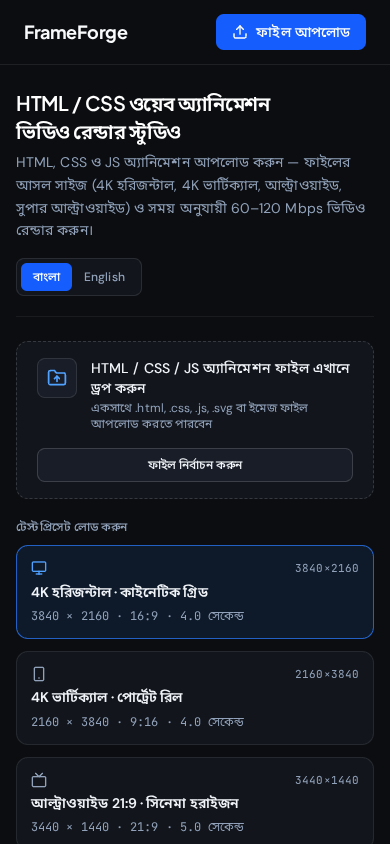 FrameForge
ফাইল আপলোড
HTML / CSS ওয়েব অ্যানিমেশন
ভিডিও রেন্ডার স্টুডিও
HTML, CSS ও JS অ্যানিমেশন আপলোড করুন — ফাইলের
আসল সাইজ (4K হরিজন্টাল, 4K ভার্টিক্যাল, আল্ট্রাওয়াইড,
সুপার আল্ট্রাওয়াইড) ও সময় অনুযায়ী 60–120 Mbps ভিডিও
রেন্ডার করুন।
বাংলা
English
HTML / CSS / JS অ্যানিমেশন ফাইল এখানে
ড্রপ করুন
একসাথে .html, .css, .js, .svg বা ইমেজ ফাইল
আপলোড করতে পারবেন
ফাইল নির্বাচন করুন
টেস্ট প্রিসেট লোড করুন
3840×2160
4K হরিজন্টাল · কাইনেটিক গ্রিড
3840 × 2160 · 16:9 · 4.0 সেকেন্ড
2160×3840
4K ভার্টিক্যাল · পোর্ট্রেট রিল
2160 × 3840 · 9:16 · 4.0 সেকেন্ড
3440×1440
আল্ট্রাওয়াইড 21:9 · সিনেমা হরাইজন
3440 × 1440 · 21:9 · 5.0 সেকেন্ড